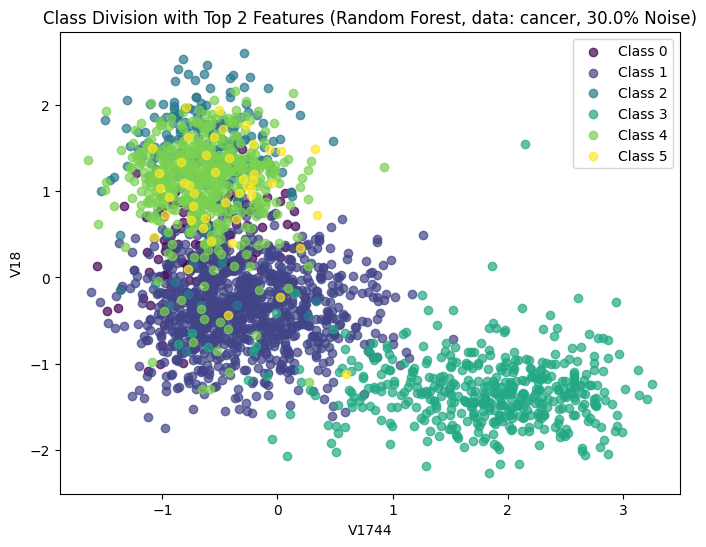 Class Division with Top 2 Features (Random Forest, data: cancer, 30.0% Noise)
Class 0
Class 1
Class 2
Class 3
Class 4
Class 5
2
1
0
−1
−2
V18
−1
0
1
2
3
V1744